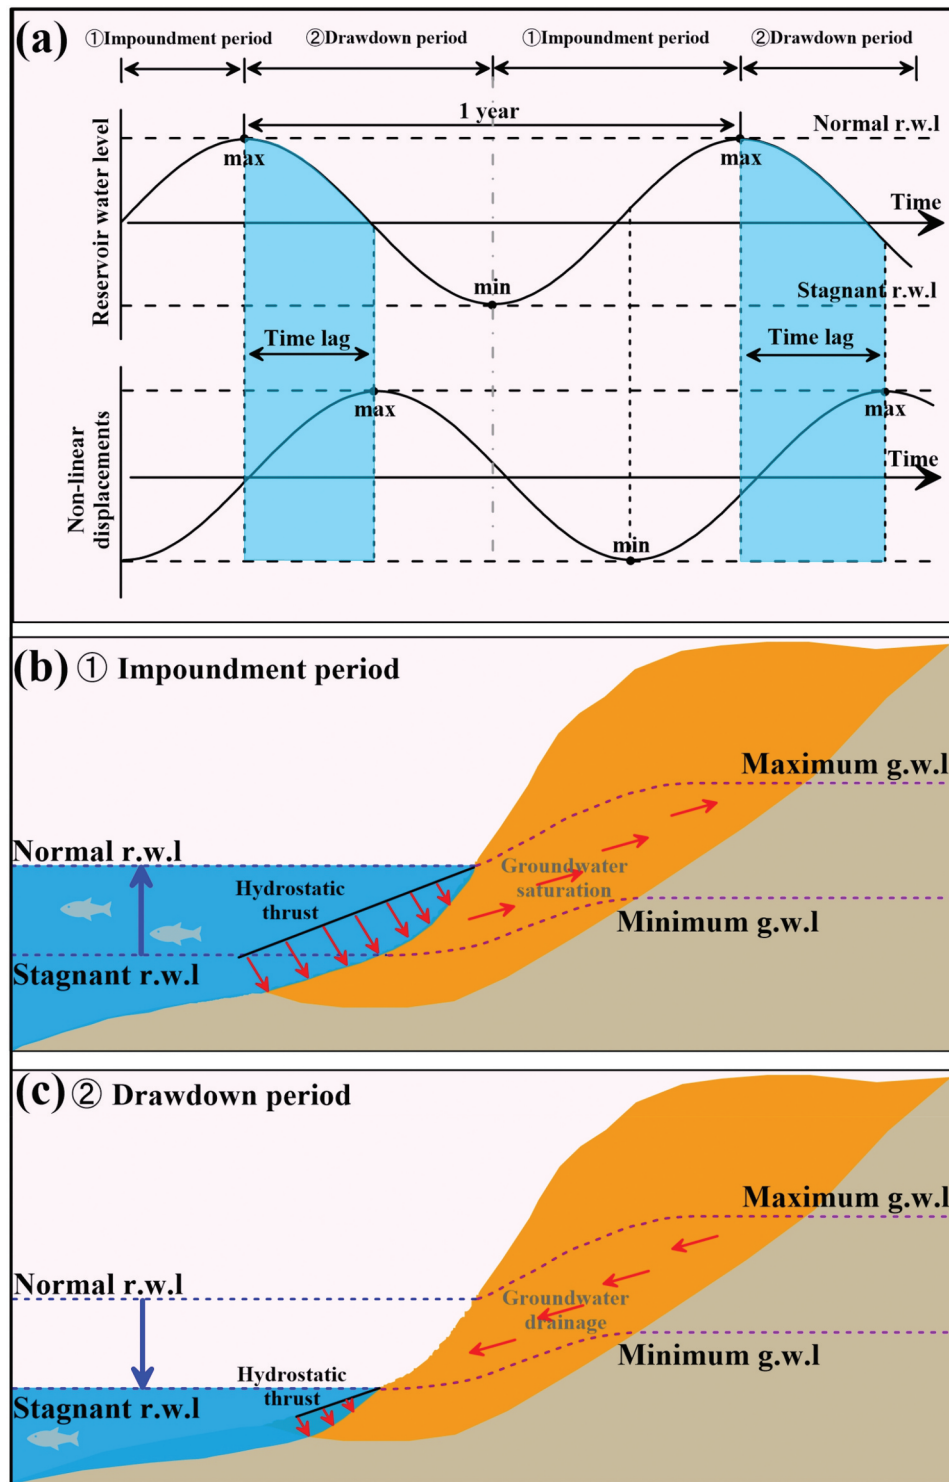 (a)
①Impoundment period ②Drawdown period ①Impoundment period ②Drawdown period
1 year
Normal r.w.l
max
max
Reservoir water level
Time
min
Stagnant r.w.l
Time lag
Time lag
max
max
Non-linear
displacements
Time
min
(b) ① Impoundment period
Maximum g.w.l
Normal r.w.l
Hydrostatic
thrust
Groundwater
saturation
Minimum g.w.l
Stagnant r.w.l
(c) ② Drawdown period
Maximum g.w.l
Normal r.w.l
Groundwater
drainage
Minimum g.w.l
Hydrostatic
thrust
Stagnant r.w.l